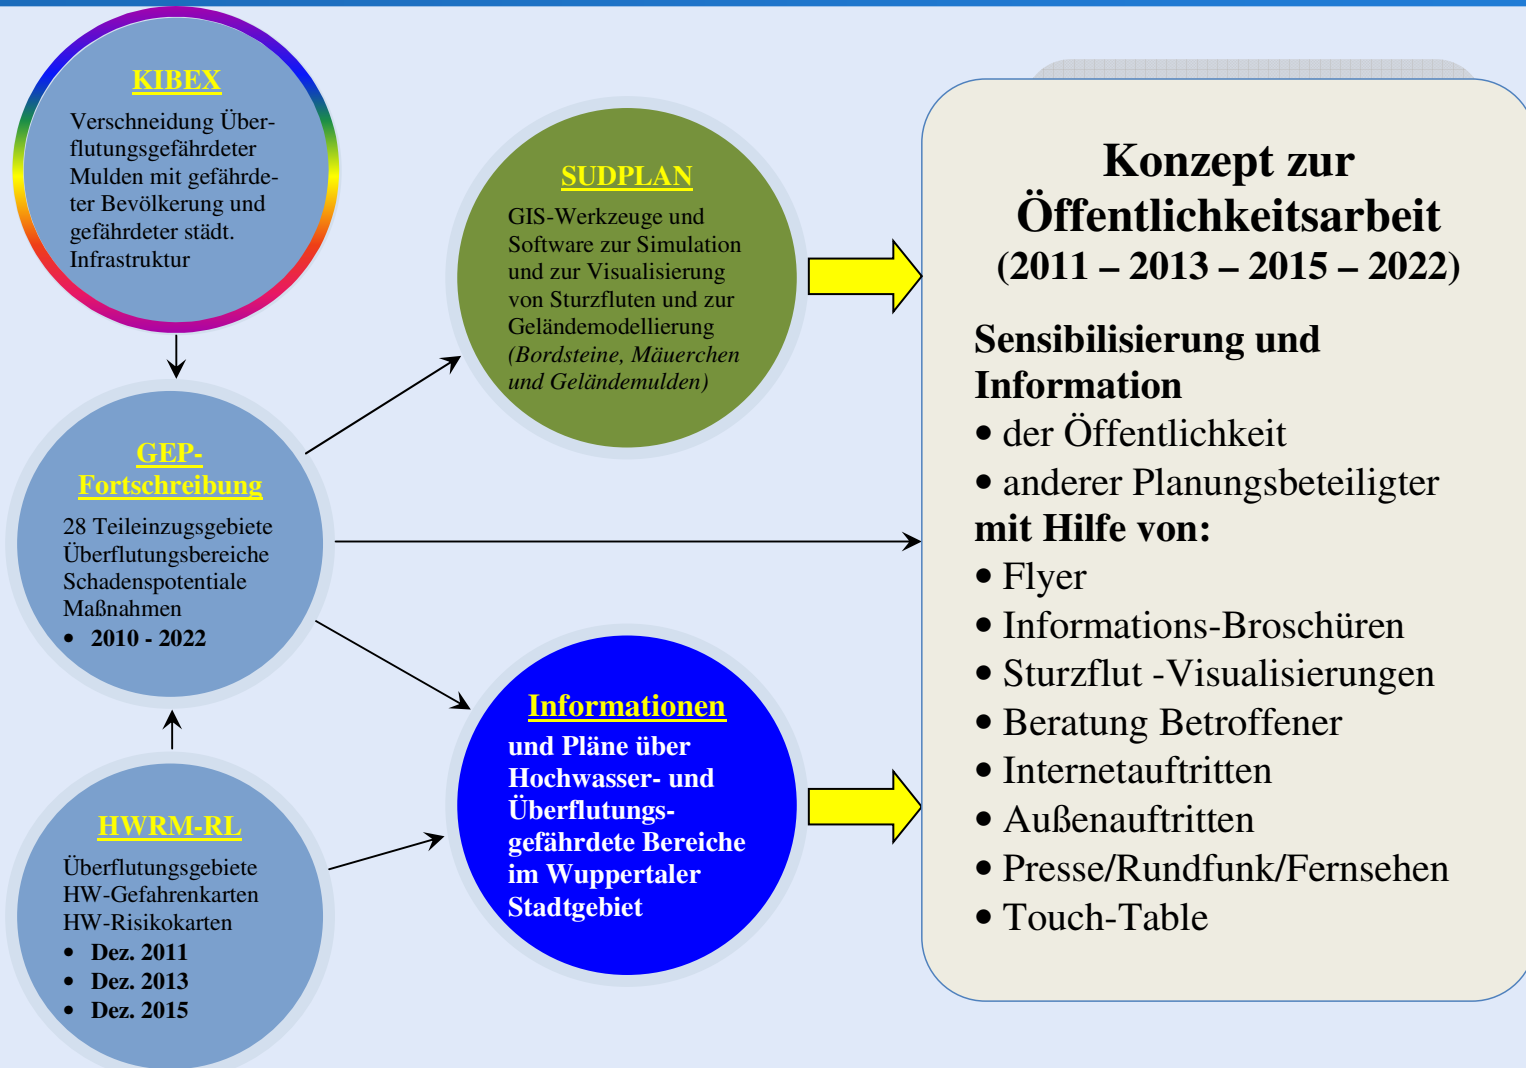 KIBEX
Verschneidung Über-
flutungsgefährdeter
Mulden mit gefährde-
ter Bevölkerung und
gefährdeter städt.
Infrastruktur
GEP-
Fortschreibung
28 Teileinzugsgebiete
Überflutungsbereiche
Schadenspotentiale
Maßnahmen
• 2010 - 2022
HWRM-RL
Überflutungsgebiete
HW-Gefahrenkarten
HW-Risikokarten
• Dez. 2011
• Dez. 2013
• Dez. 2015
SUDPLAN
GIS-Werkzeuge und
Software zur Simulation
und zur Visualisierung
von Sturzfluten und zur
Geländemodellierung
(Bordsteine, Mäuerchen
und Geländemulden)
Informationen
und Pläne über
Hochwasser- und
Überflutungs-
gefährdete Bereiche
im Wuppertaler
Stadtgebiet
Konzept zur
Öffentlichkeitsarbeit
(2011 – 2013 – 2015 – 2022)
Sensibilisierung und
Information
• der Öffentlichkeit
• anderer Planungsbeteiligter
mit Hilfe von:
• Flyer
• Informations-Broschüren
• Sturzflut -Visualisierungen
• Beratung Betroffener
• Internetauftritten
• Außenauftritten
• Presse/Rundfunk/Fernsehen
• Touch-Table